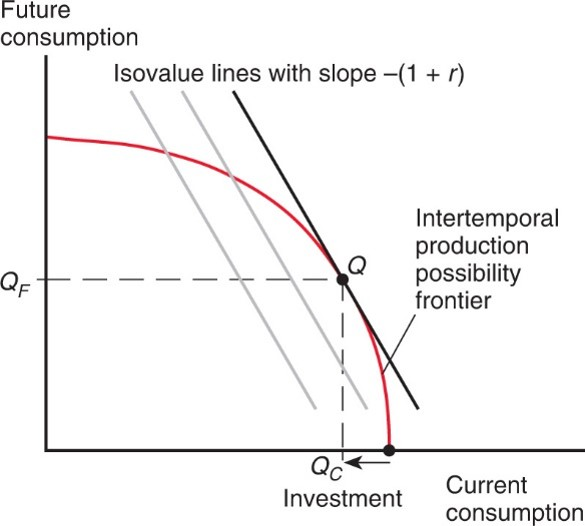 Future
consumption
Isovalue lines with slope –(1 + r)
Intertemporal
production
possibility
frontier
Q
Q_F
Q_C
Investment
Current
consumption